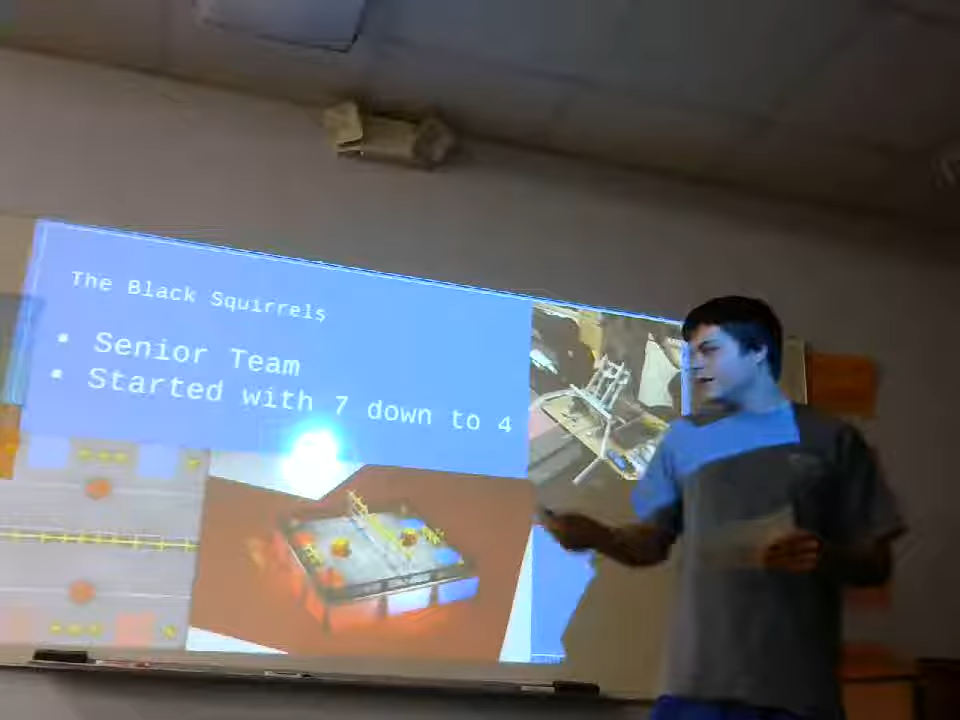 The Black Squirrels
• Senior Team
• Started with 7 down to 4